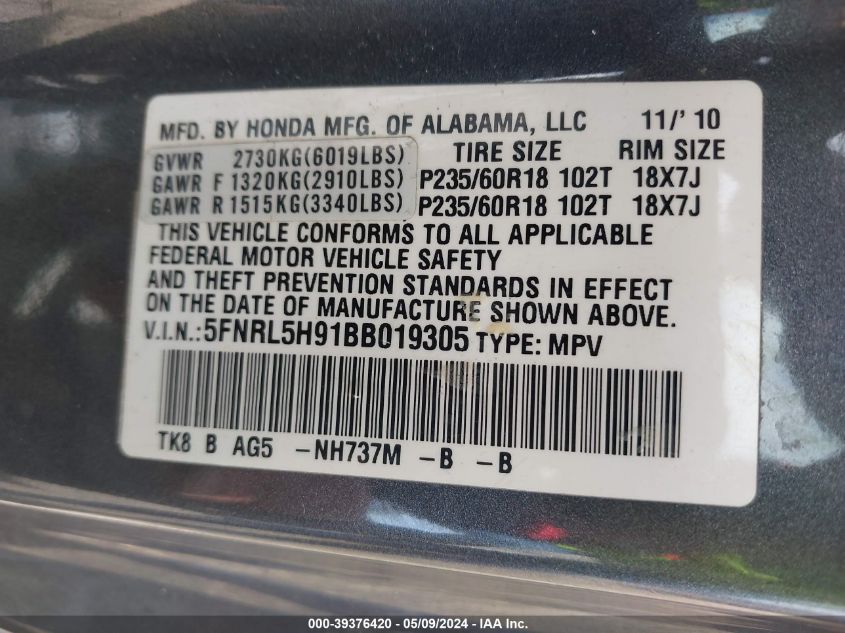 MFD. BY HONDA MFG. OF ALABAMA, LLC 11/' 10
GVWR 2730KG(6019LBS) TIRE SIZE RIM SIZE
GAWR F 1320KG(2910LBS) P235/60R18 102T 18X7J
GAWR R 1515KG(3340LBS) P235/60R18 102T 18X7J
THIS VEHICLE CONFORMS TO ALL APPLICABLE
FEDERAL MOTOR VEHICLE SAFETY
AND THEFT PREVENTION STANDARDS IN EFFECT
ON THE DATE OF MANUFACTURE SHOWN ABOVE.
V.I.N.: 5FNRL5H91BB019305 TYPE: MPV
TK8 B AG5 -NH737M -B -B
000-39376420 - 05/09/2024 - IAA Inc.